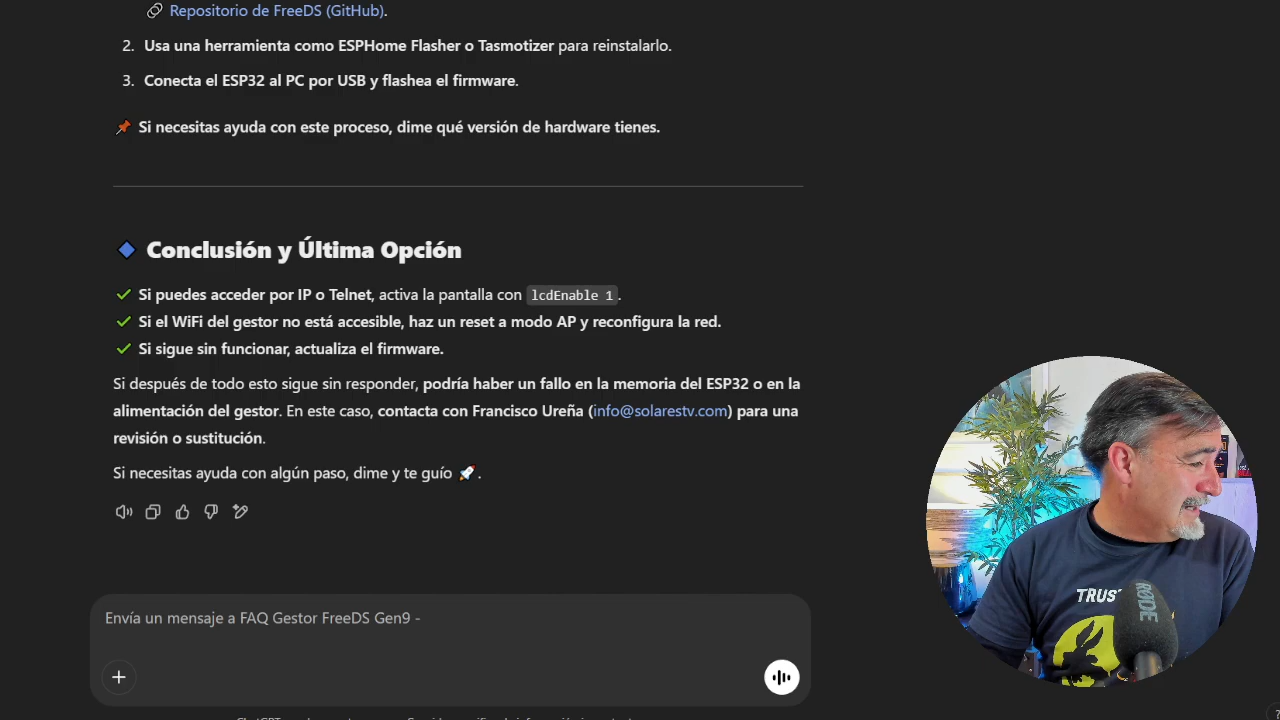 Repositorio de FreeDS (GitHub).
2. Usa una herramienta como ESPHome Flasher o Tasmotizer para reinstalarlo.
3. Conecta el ESP32 al PC por USB y flashea el firmware.
Si necesitas ayuda con este proceso, dime qué versión de hardware tienes.
Conclusión y Última Opción
Si puedes acceder por IP o Telnet, activa la pantalla con lcdEnable 1.
Si el WiFi del gestor no está accesible, haz un reset a modo AP y reconfigura la red.
Si sigue sin funcionar, actualiza el firmware.
Si después de todo esto sigue sin responder, podría haber un fallo en la memoria del ESP32 o en la
alimentación del gestor. En este caso, contacta con Francisco Ureña (info@solarestv.com) para una
revisión o sustitución.
Si necesitas ayuda con algún paso, dime y te guío 🚀.
Envía un mensaje a FAQ Gestor FreeDS Gen9 -
TRUS
RØDE